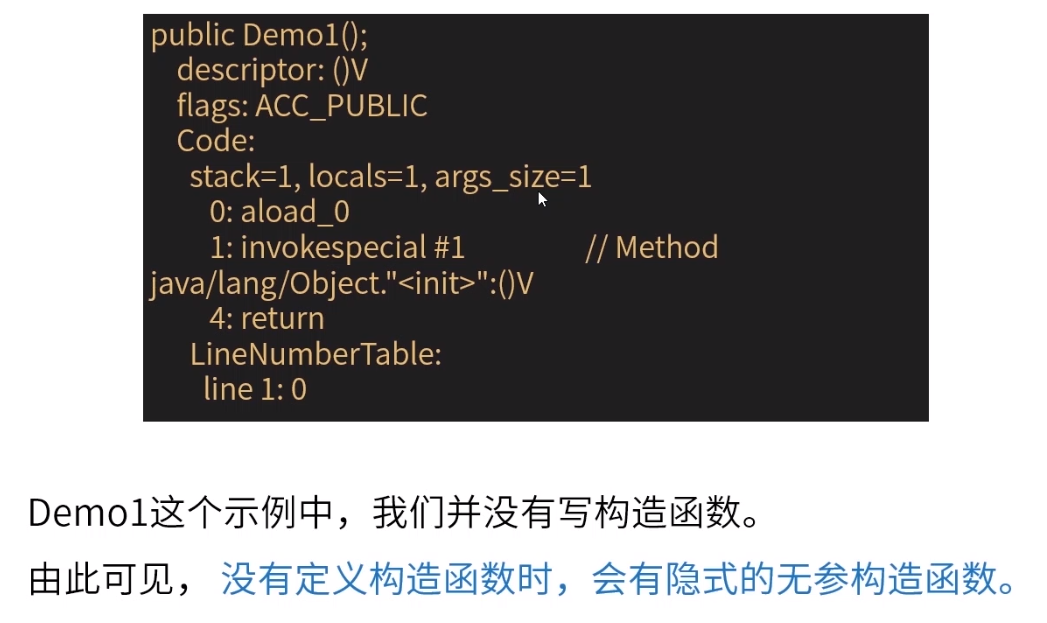 public Demo1();
descriptor: ()V
flags: ACC_PUBLIC
Code:
stack=1, locals=1, args_size=1
0: aload_0
1: invokespecial #1 // Method
java/lang/Object."<init>":()V
4: return
LineNumberTable:
line 1: 0
Demo1这个示例中，我们并没有写构造函数。
由此可见， 没有定义构造函数时，会有隐式的无参构造函数。